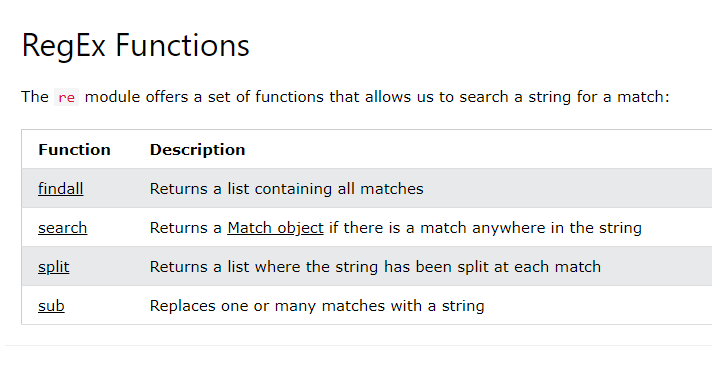 RegEx Functions
The re module offers a set of functions that allows us to search a string for a match:
Function Description
findall Returns a list containing all matches
search Returns a Match object if there is a match anywhere in the string
split Returns a list where the string has been split at each match
sub Replaces one or many matches with a string